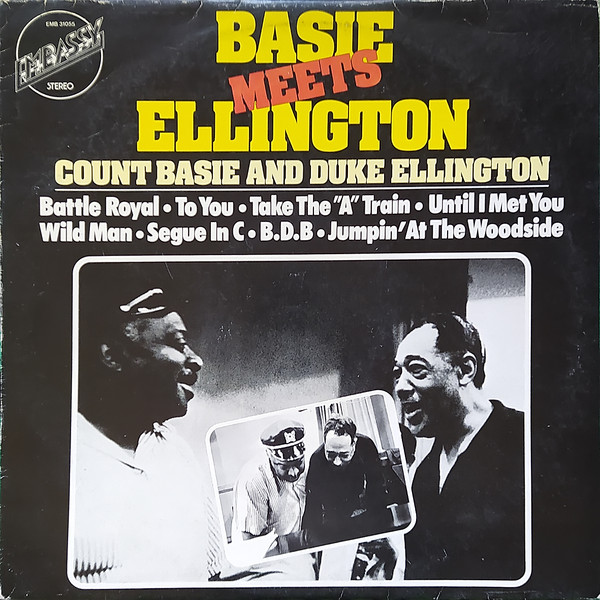 EMB 31055
EMBASSY
STEREO
BASIE
MEETS
ELLINGTON
COUNT BASIE AND DUKE ELLINGTON
Battle Royal • To You • Take The "A" Train • Until I Met You
Wild Man • Segue In C • B.D.B • Jumpin' At The Woodside